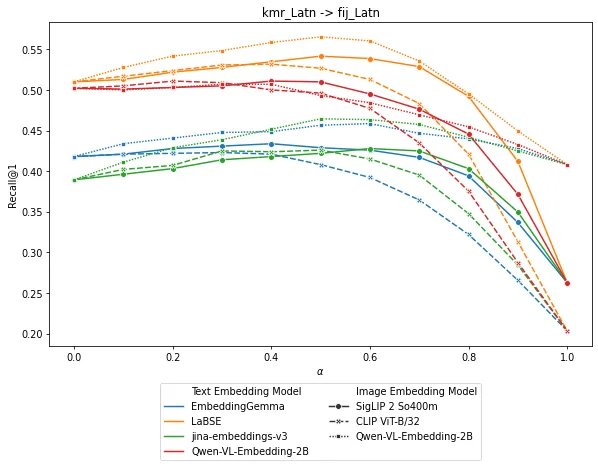 kmr_Latn -> fij_Latn
Recall@1
0.55
0.50
0.45
0.40
0.35
0.30
0.25
0.20
0.0 0.2 0.4 0.6 0.8 1.0
α
Text Embedding Model
EmbeddingGemma
LaBSE
jina-embeddings-v3
Qwen-VL-Embedding-2B
Image Embedding Model
SigLIP 2 So400m
CLIP ViT-B/32
Qwen-VL-Embedding-2B